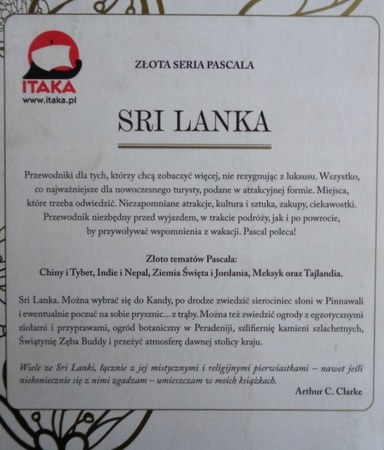 ITAKA
www.itaka.pl
ZŁOTA SERIA PASCALA
SRI LANKA
Przewodniki dla tych, którzy chcą zobaczyć więcej, nie rezygnując z luksusu. Wszystko,
co najważniejsze dla nowoczesnego turysty, podane w atrakcyjnej formie. Miejsca,
które trzeba odwiedzić. Niezapomniane atrakcje, kultura i sztuka, zakupy, ciekawostki.
Przewodnik niezbędny przed wyjazdem, w trakcie podróży, jak i po powrocie,
by przywoływać wspomnienia z wakacji. Pascal poleca!
Złoto tematów Pascala:
Chiny i Tybet, Indie i Nepal, Ziemia Święta i Jordania, Meksyk oraz Tajlandia.
Sri Lanka. Można wybrać się do Kandy, po drodze zwiedzić sierociniec słoni w Pinnawali
i ewentualnie poczuć na sobie prysznic... z trąby. Można też zwiedzić ogrody z egzotycznymi
ziołami i przyprawami, ogród botaniczny w Peradeniji, szlifiernię kamieni szlachetnych,
Świątynię Zęba Buddy i przeżyć atmosferę dawnej stolicy kraju.
Wiele ze Sri Lanki, łącznie z jej mistycznymi i religijnymi pierwiastkami – nawet jeśli
niekoniecznie się z nimi zgadzam – umieszczam w moich książkach.
Arthur C. Clarke